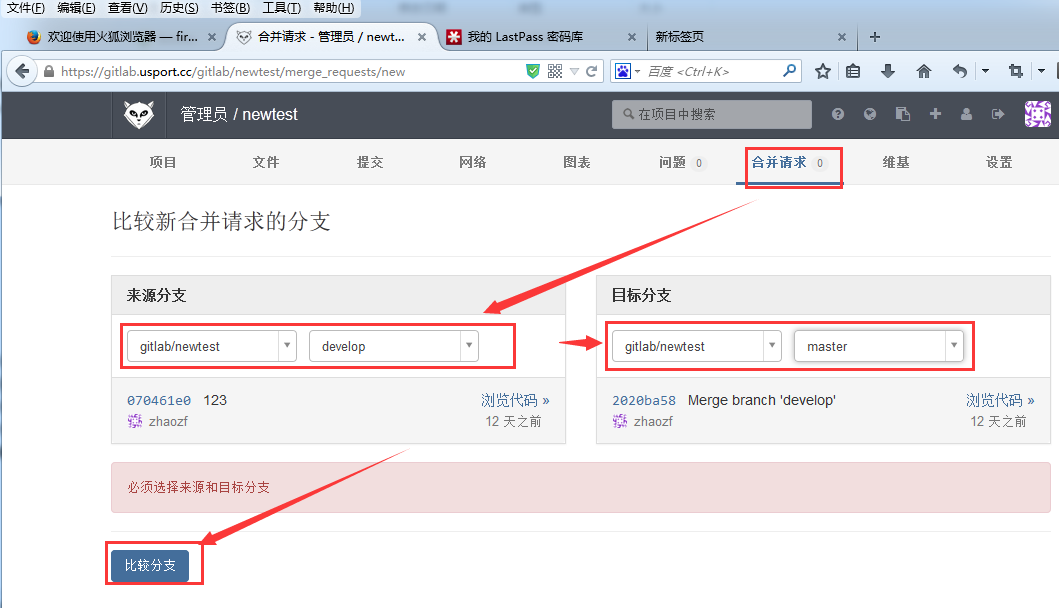 文件(F) 编辑(E) 查看(V) 历史(S) 书签(B) 工具(T) 帮助(H)
欢迎使用火狐浏览器 — fir... × 合并请求 - 管理员 / newt... × 我的 LastPass 密码库 × 新标签页 × +
https://gitlab.usport.cc/gitlab/newtest/merge_requests/new 百度 <Ctrl+K>
管理员 / newtest 在项目中搜索
项目 文件 提交 网络 图表 问题 0 合并请求 0 维基 设置
比较新合并请求的分支
来源分支
gitlab/newtest develop
070461e0 123 浏览代码 »
zhaozf 12 天之前
目标分支
gitlab/newtest master
2020ba58 Merge branch 'develop' 浏览代码 »
zhaozf 12 天之前
必须选择来源和目标分支
比较分支